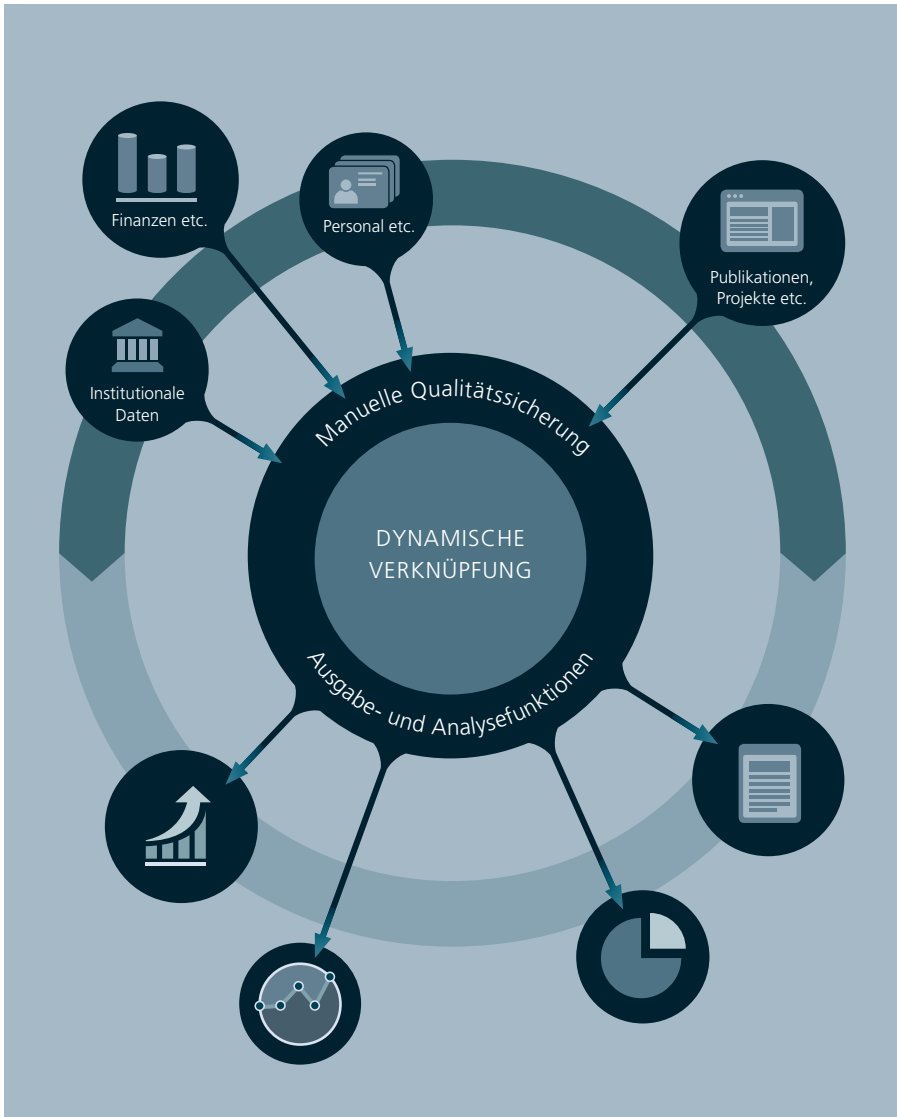 Finanzen etc.
Personal etc.
Publikationen,
Projekte etc.
Institutionale
Daten
Manuelle Qualitätssicherung
DYNAMISCHE
VERKNÜPFUNG
Ausgabe- und Analysefunktionen